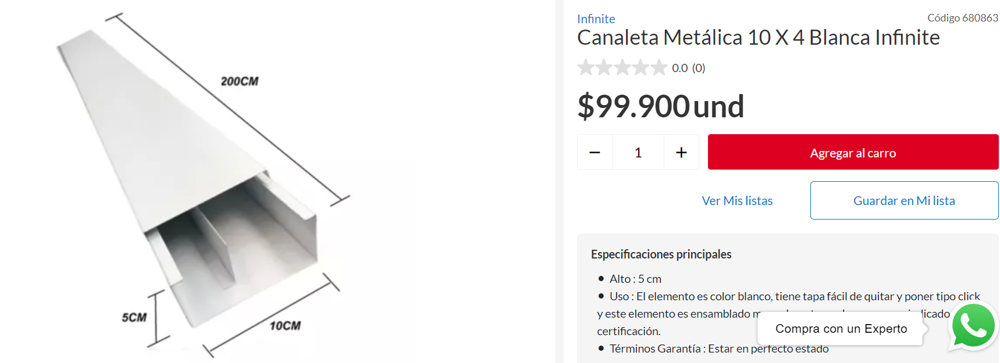 200CM
5CM
10CM
Infinite
Código 680863
Canaleta Metálica 10 X 4 Blanca Infinite
0.0 (0)
$99.900 und
− 1 +
Agregar al carro
Ver Mis listas
Guardar en Mi lista
Especificaciones principales
• Alto : 5 cm
• Uso : El elemento es color blanco, tiene tapa fácil de quitar y poner tipo click
y este elemento es ensamblado
certificación.
Compra con un Experto
• Términos Garantía : Estar en perfecto estado